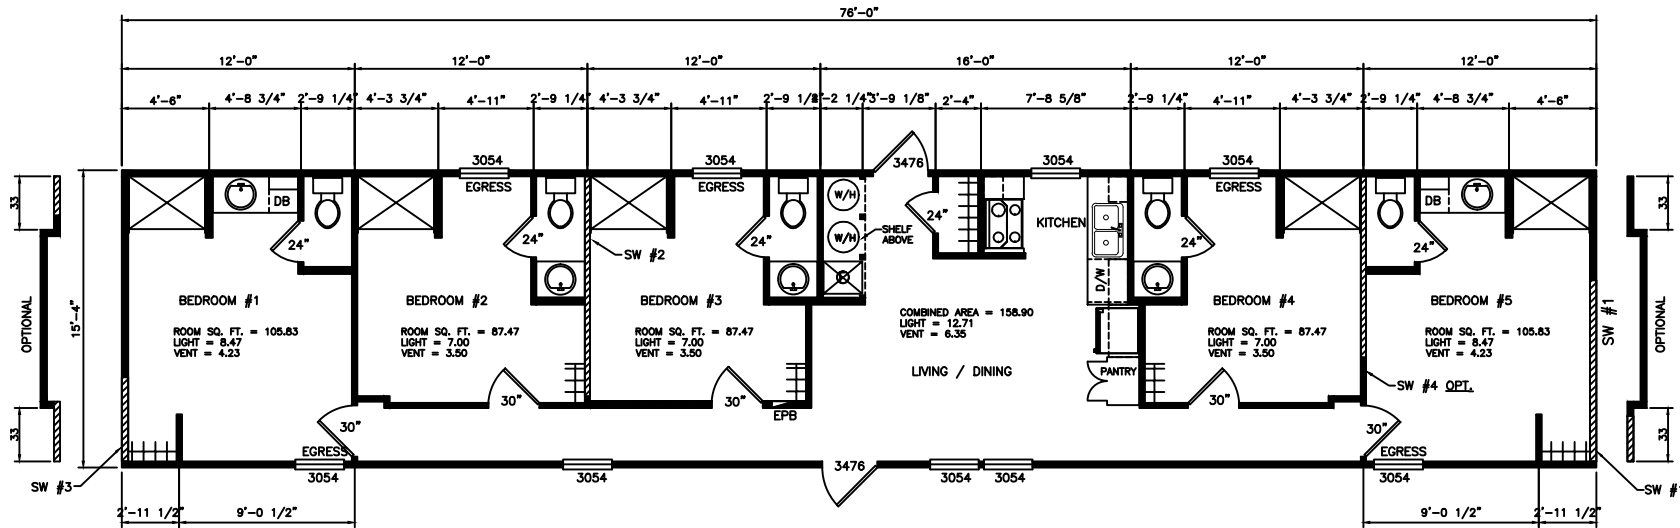 76'-0"
12'-0" 12'-0" 12'-0" 16'-0" 12'-0" 12'-0"
4'-6" 4'-8 3/4" 2'-9 1/4" 4'-3 3/4" 4'-11" 2'-9 1/4" 4'-3 3/4" 4'-11" 2'-9 1/4" 3'-9 1/8" 2'-4" 7'-8 5/8" 2'-9 1/4" 4'-11" 4'-3 3/4" 2'-9 1/4" 4'-8 3/4" 4'-6"
3054 3054 3476 3054 3054
EGRESS EGRESS EGRESS EGRESS
33 DB W/H DB 33
24" 24" 24" W/H 24" 24" 24"
SHELF
ABOVE
KITCHEN
SW #2
D/W
OPTIONAL
15'-4"
BEDROOM #1
ROOM SQ. FT. = 105.83
LIGHT = 8.47
VENT = 4.23
BEDROOM #2
ROOM SQ. FT. = 87.47
LIGHT = 7.00
VENT = 3.50
BEDROOM #3
ROOM SQ. FT. = 87.47
LIGHT = 7.00
VENT = 3.50
COMBINED AREA = 158.90
LIGHT = 12.71
VENT = 6.35
LIVING / DINING
PANTRY
BEDROOM #4
ROOM SQ. FT. = 87.47
LIGHT = 7.00
VENT = 3.50
BEDROOM #5
ROOM SQ. FT. = 105.83
LIGHT = 8.47
VENT = 4.23
SW #1
OPTIONAL
SW #4 OPT.
30" 30" 30"
EPB
33 30" 30" 33
EGRESS EGRESS
3054 3054 3476 3054 3054 3054
SW #3
2'-11 1/2" 9'-0 1/2" 9'-0 1/2" 2'-11 1/2"